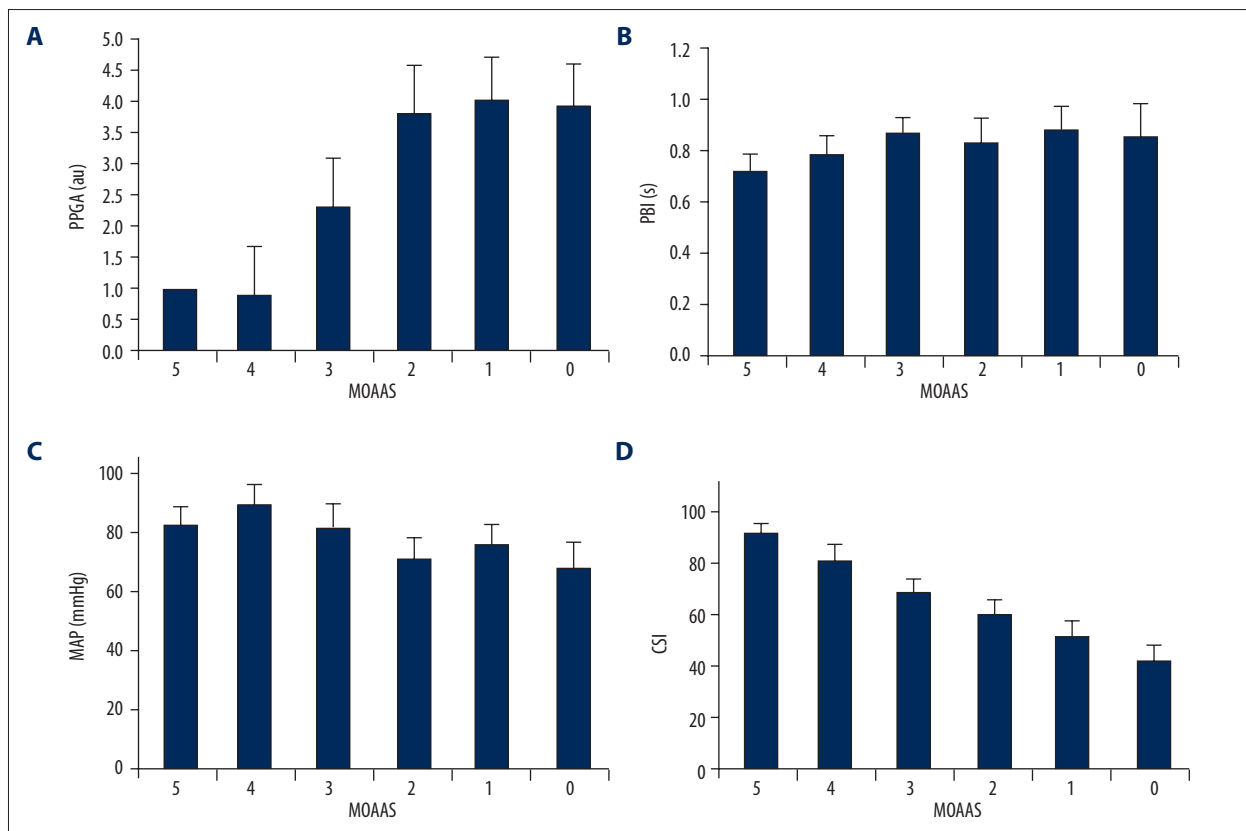 A
PPGA (au)
5.0
4.5
4.0
3.5
3.0
2.5
2.0
1.5
1.0
0.5
0.0
5 4 3 2 1 0
MOAAS
B
PBI (s)
1.2
1.0
0.8
0.6
0.4
0.2
0.0
5 4 3 2 1 0
MOAAS
C
MAP (mmHg)
100
80
60
40
20
0
5 4 3 2 1 0
MOAAS
D
CSI
100
80
60
40
20
0
5 4 3 2 1 0
MOAAS